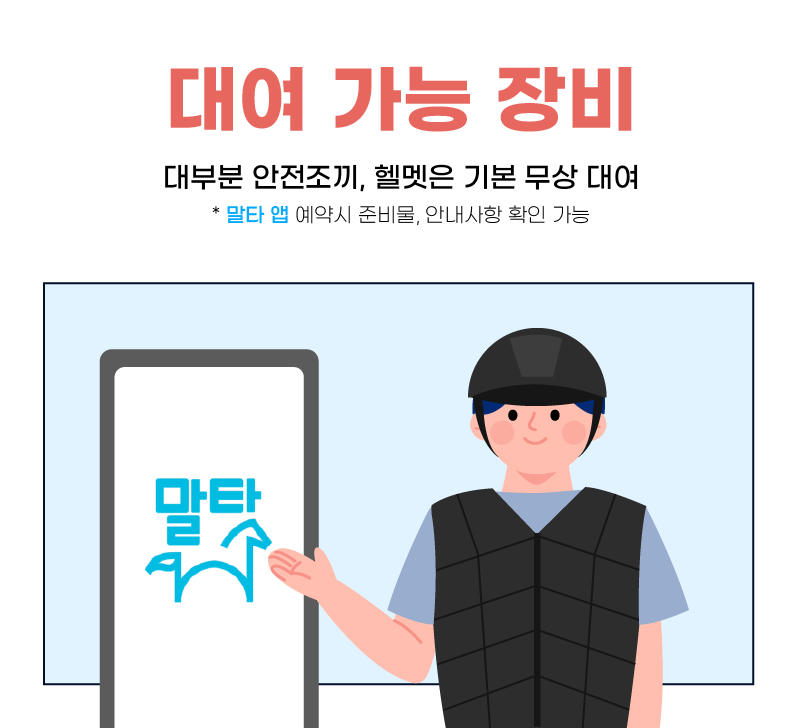 대여 가능 장비
대부분 안전조끼, 헬멧은 기본 무상 대여
* 말타 앱 예약시 준비물, 안내사항 확인 가능
말타